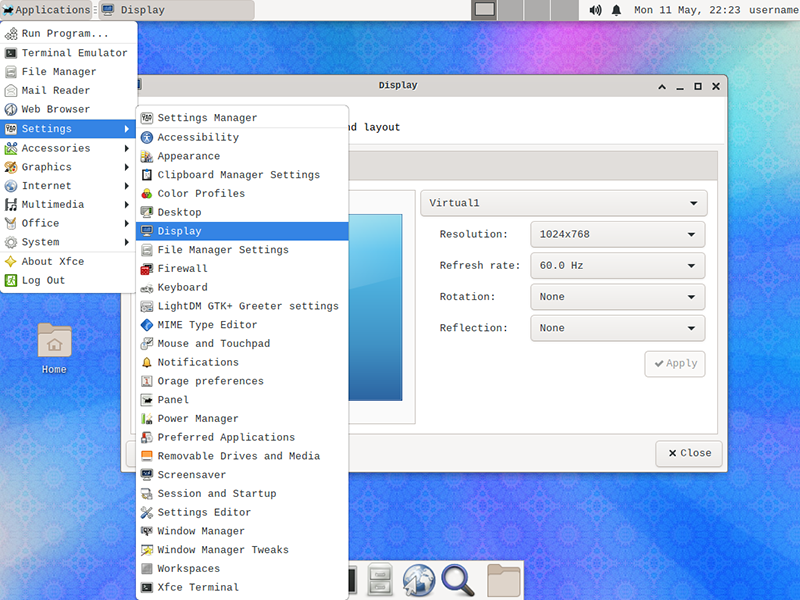 Applications
Display
Mon 11 May, 22:23
username
Run Program...
Terminal Emulator
File Manager
Mail Reader
Web Browser
Settings
Accessories
Graphics
Internet
Multimedia
Office
System
About Xfce
Log Out
Settings Manager
Accessibility
Appearance
Clipboard Manager Settings
Color Profiles
Desktop
Display
File Manager Settings
Firewall
Keyboard
LightDM GTK+ Greeter settings
MIME Type Editor
Mouse and Touchpad
Notifications
Orage preferences
Panel
Power Manager
Preferred Applications
Removable Drives and Media
Screensaver
Session and Startup
Settings Editor
Window Manager
Window Manager Tweaks
Workspaces
Xfce Terminal
Display
layout
Virtual1
Resolution: 1024x768
Refresh rate: 60.0 Hz
Rotation: None
Reflection: None
Apply
Close
Home